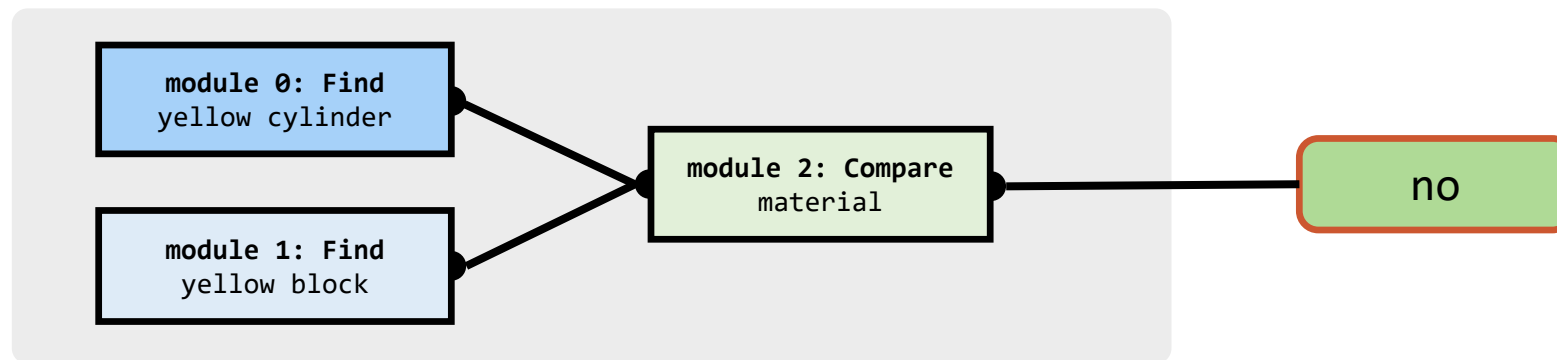 module 0: Find
yellow cylinder
module 1: Find
yellow block
module 2: Compare
material
no